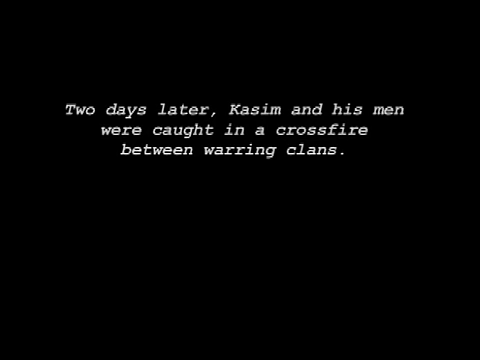 Two days later, Kasim and his men
were caught in a crossfire
between warring clans.